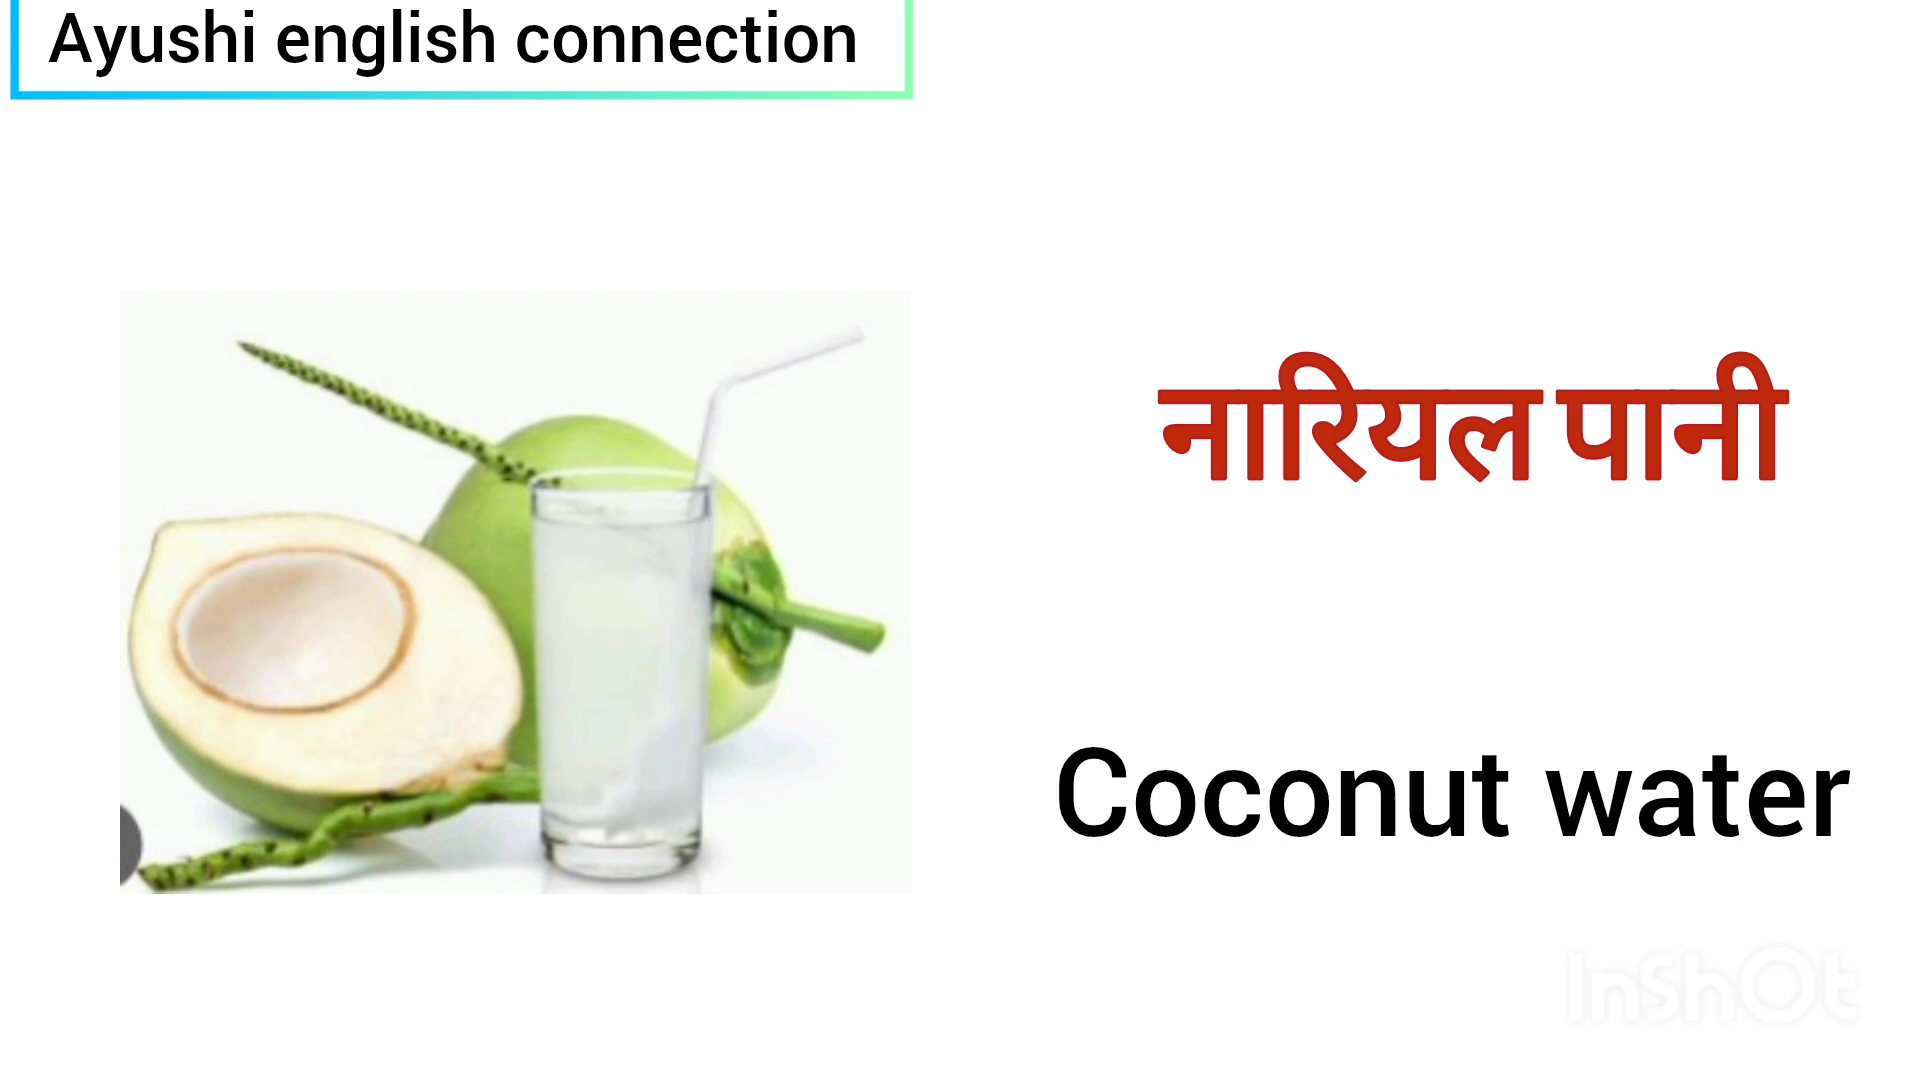 Ayushi english connection
नारियल पानी
Coconut water
InShOt